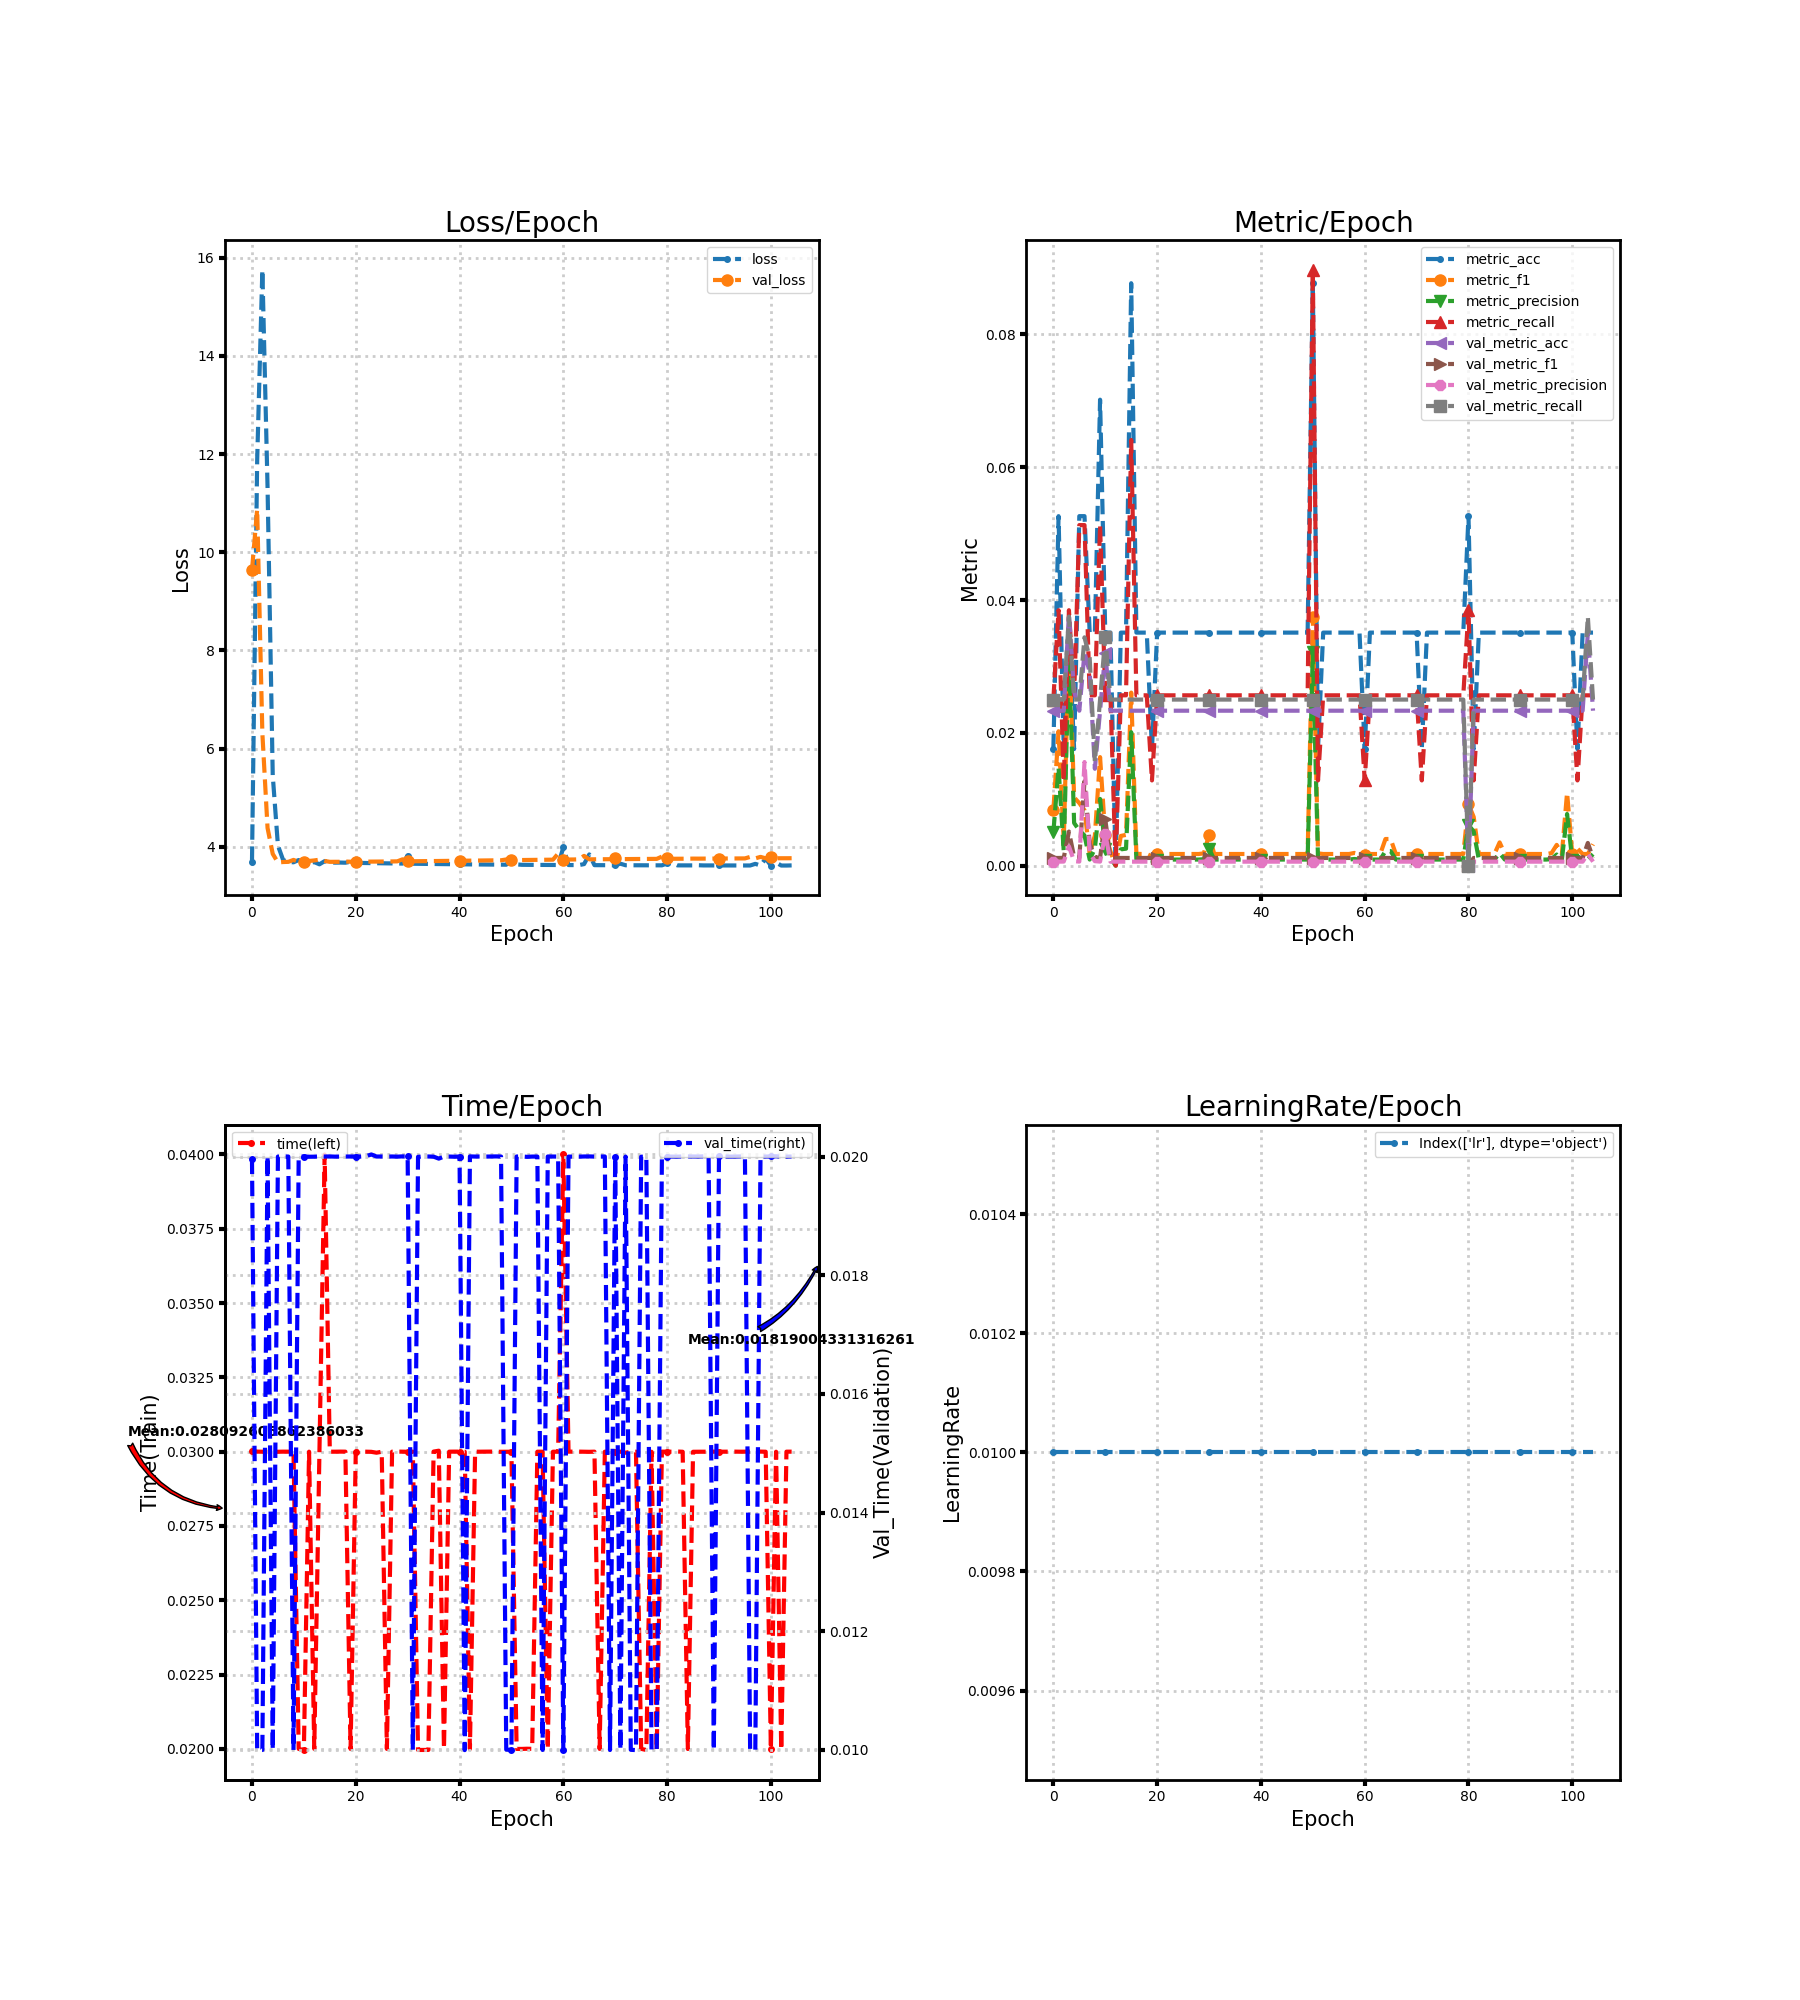 Loss/Epoch
16
14
12
10
8
6
4
Loss
loss
val_loss
0 20 40 60 80 100
Epoch
Metric/Epoch
0.08
0.06
0.04
0.02
0.00
Metric
metric_acc
metric_f1
metric_precision
metric_recall
val_metric_acc
val_metric_f1
val_metric_precision
val_metric_recall
0 20 40 60 80 100
Epoch
Time/Epoch
time(left)
val_time(right)
0.0400
0.0375
0.0350
0.0325
0.0300
0.0275
0.0250
0.0225
0.0200
Time(Train)
0.020
0.018
0.016
0.014
0.012
0.010
Val_Time(Validation)
Mean:0.01819004331316261
0 20 40 60 80 100
Epoch
LearningRate/Epoch
Index(['lr'], dtype='object')
0.0104
0.0102
0.0100
0.0098
0.0096
LearningRate
0 20 40 60 80 100
Epoch